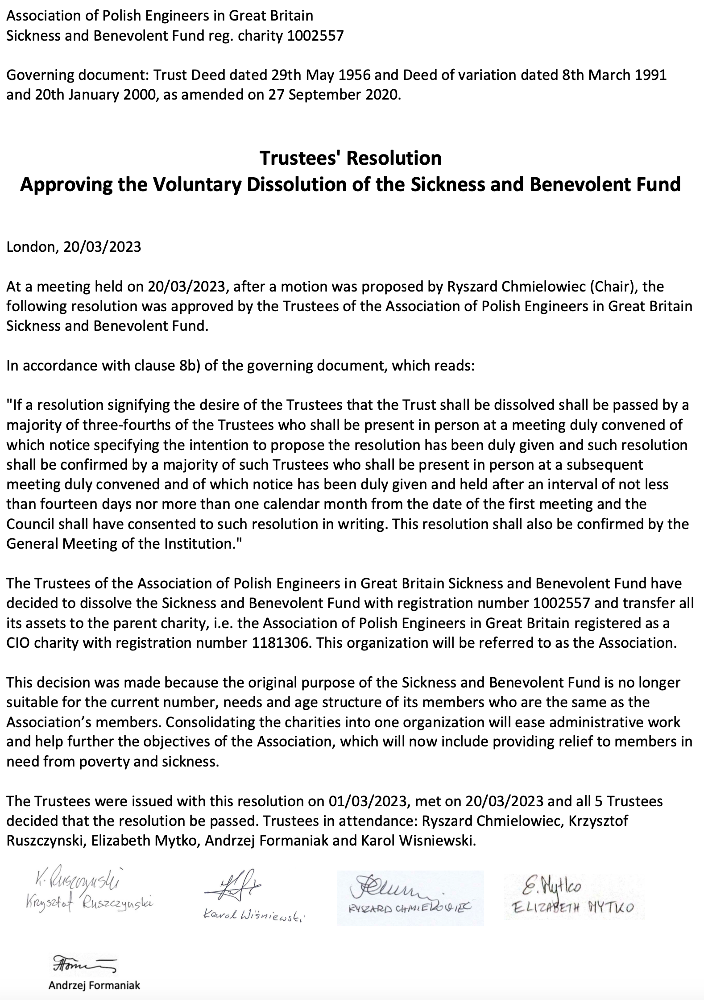 Association of Polish Engineers in Great Britain
Sickness and Benevolent Fund reg. charity 1002557
Governing document: Trust Deed dated 29th May 1956 and Deed of variation dated 8th March 1991
and 20th January 2000, as amended on 27 September 2020.
Trustees' Resolution
Approving the Voluntary Dissolution of the Sickness and Benevolent Fund
London, 20/03/2023
At a meeting held on 20/03/2023, after a motion was proposed by Ryszard Chmielowiec (Chair), the
following resolution was approved by the Trustees of the Association of Polish Engineers in Great Britain
Sickness and Benevolent Fund.
In accordance with clause 8b) of the governing document, which reads:
"If a resolution signifying the desire of the Trustees that the Trust shall be dissolved shall be passed by a
majority of three-fourths of the Trustees who shall be present in person at a meeting duly convened of
which notice specifying the intention to propose the resolution has been duly given and such resolution
shall be confirmed by a majority of such Trustees who shall be present in person at a subsequent
meeting duly convened and of which notice has been duly given and held after an interval of not less
than fourteen days nor more than one calendar month from the date of the first meeting and the
Council shall have consented to such resolution in writing. This resolution shall also be confirmed by the
General Meeting of the Institution."
The Trustees of the Association of Polish Engineers in Great Britain Sickness and Benevolent Fund have
decided to dissolve the Sickness and Benevolent Fund with registration number 1002557 and transfer all
its assets to the parent charity, i.e. the Association of Polish Engineers in Great Britain registered as a
CIO charity with registration number 1181306. This organization will be referred to as the Association.
This decision was made because the original purpose of the Sickness and Benevolent Fund is no longer
suitable for the current number, needs and age structure of its members who are the same as the
Association’s members. Consolidating the charities into one organization will ease administrative work
and help further the objectives of the Association, which will now include providing relief to members in
need from poverty and sickness.
The Trustees were issued with this resolution on 01/03/2023, met on 20/03/2023 and all 5 Trustees
decided that the resolution be passed. Trustees in attendance: Ryszard Chmielowiec, Krzysztof
Ruszczynski, Elizabeth Mytko, Andrzej Formaniak and Karol Wisniewski.
K. Ruszczynski
Krzysztof Ruszczynski
Karol Wiśniewski
RYSZARD CHMIELOWIEC
E. Mytko
ELIZABETH MYTKO
Andrzej Formaniak